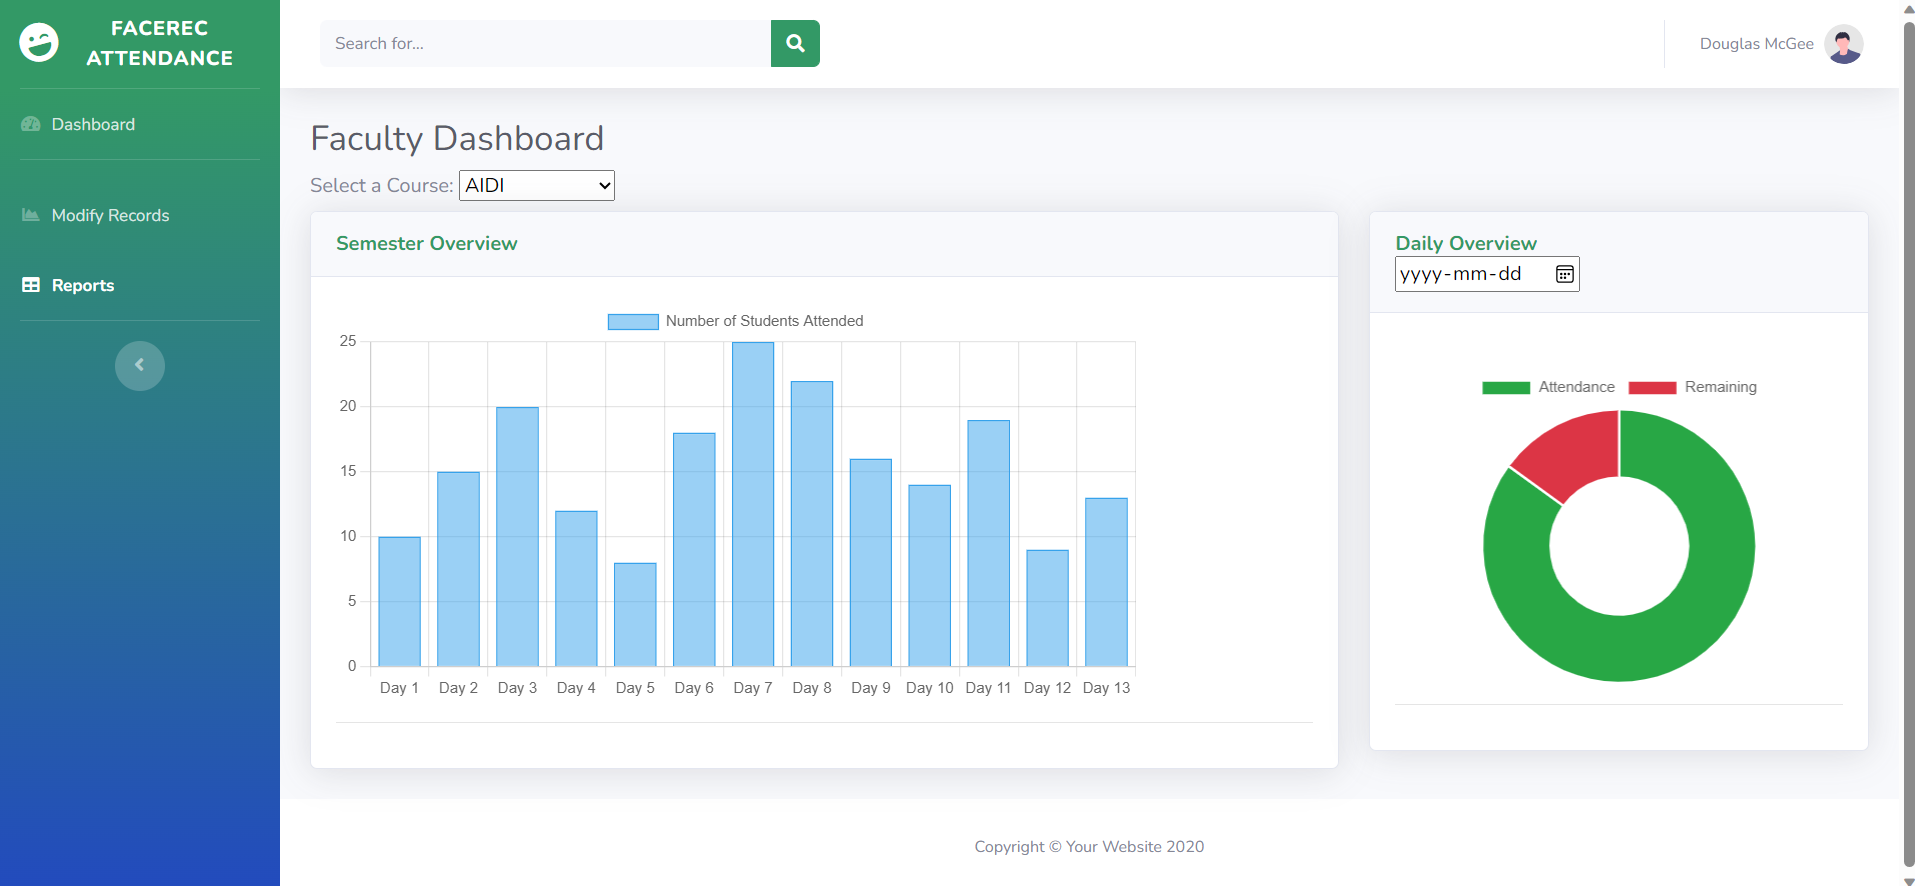 FACEREC
ATTENDANCE
Dashboard
Modify Records
Reports
Search for...
Douglas McGee
Faculty Dashboard
Select a Course: AIDI
Semester Overview
Number of Students Attended
25
20
15
10
5
0
Day 1 Day 2 Day 3 Day 4 Day 5 Day 6 Day 7 Day 8 Day 9 Day 10 Day 11 Day 12 Day 13
Daily Overview
yyyy-mm-dd
Attendance Remaining
Copyright © Your Website 2020